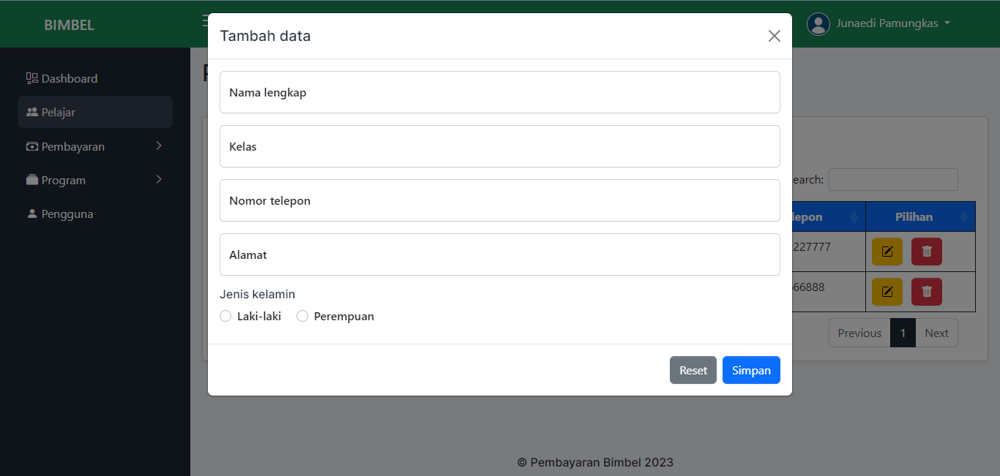 BIMBEL
Junaedi Pamungkas
Dashboard
Pelajar
Pembayaran
Program
Pengguna
Tambah data
Nama lengkap
Kelas
Nomor telepon
Alamat
Jenis kelamin
Laki-laki Perempuan
Reset Simpan
earch:
lepon Pilihan
227777
66888
Previous 1 Next
© Pembayaran Bimbel 2023